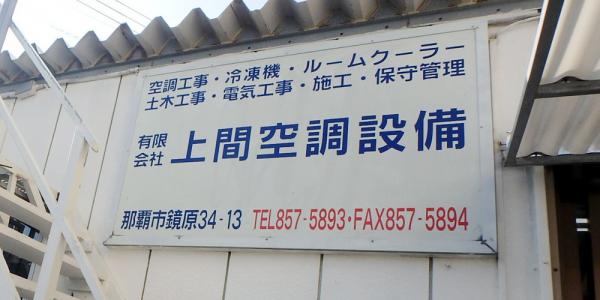 空調工事・冷凍機・ルームクーラー
土木工事・電気工事・施工・保守管理
有限会社 上間空調設備
那覇市鏡原34-13 TEL857-5893・FAX857-5894